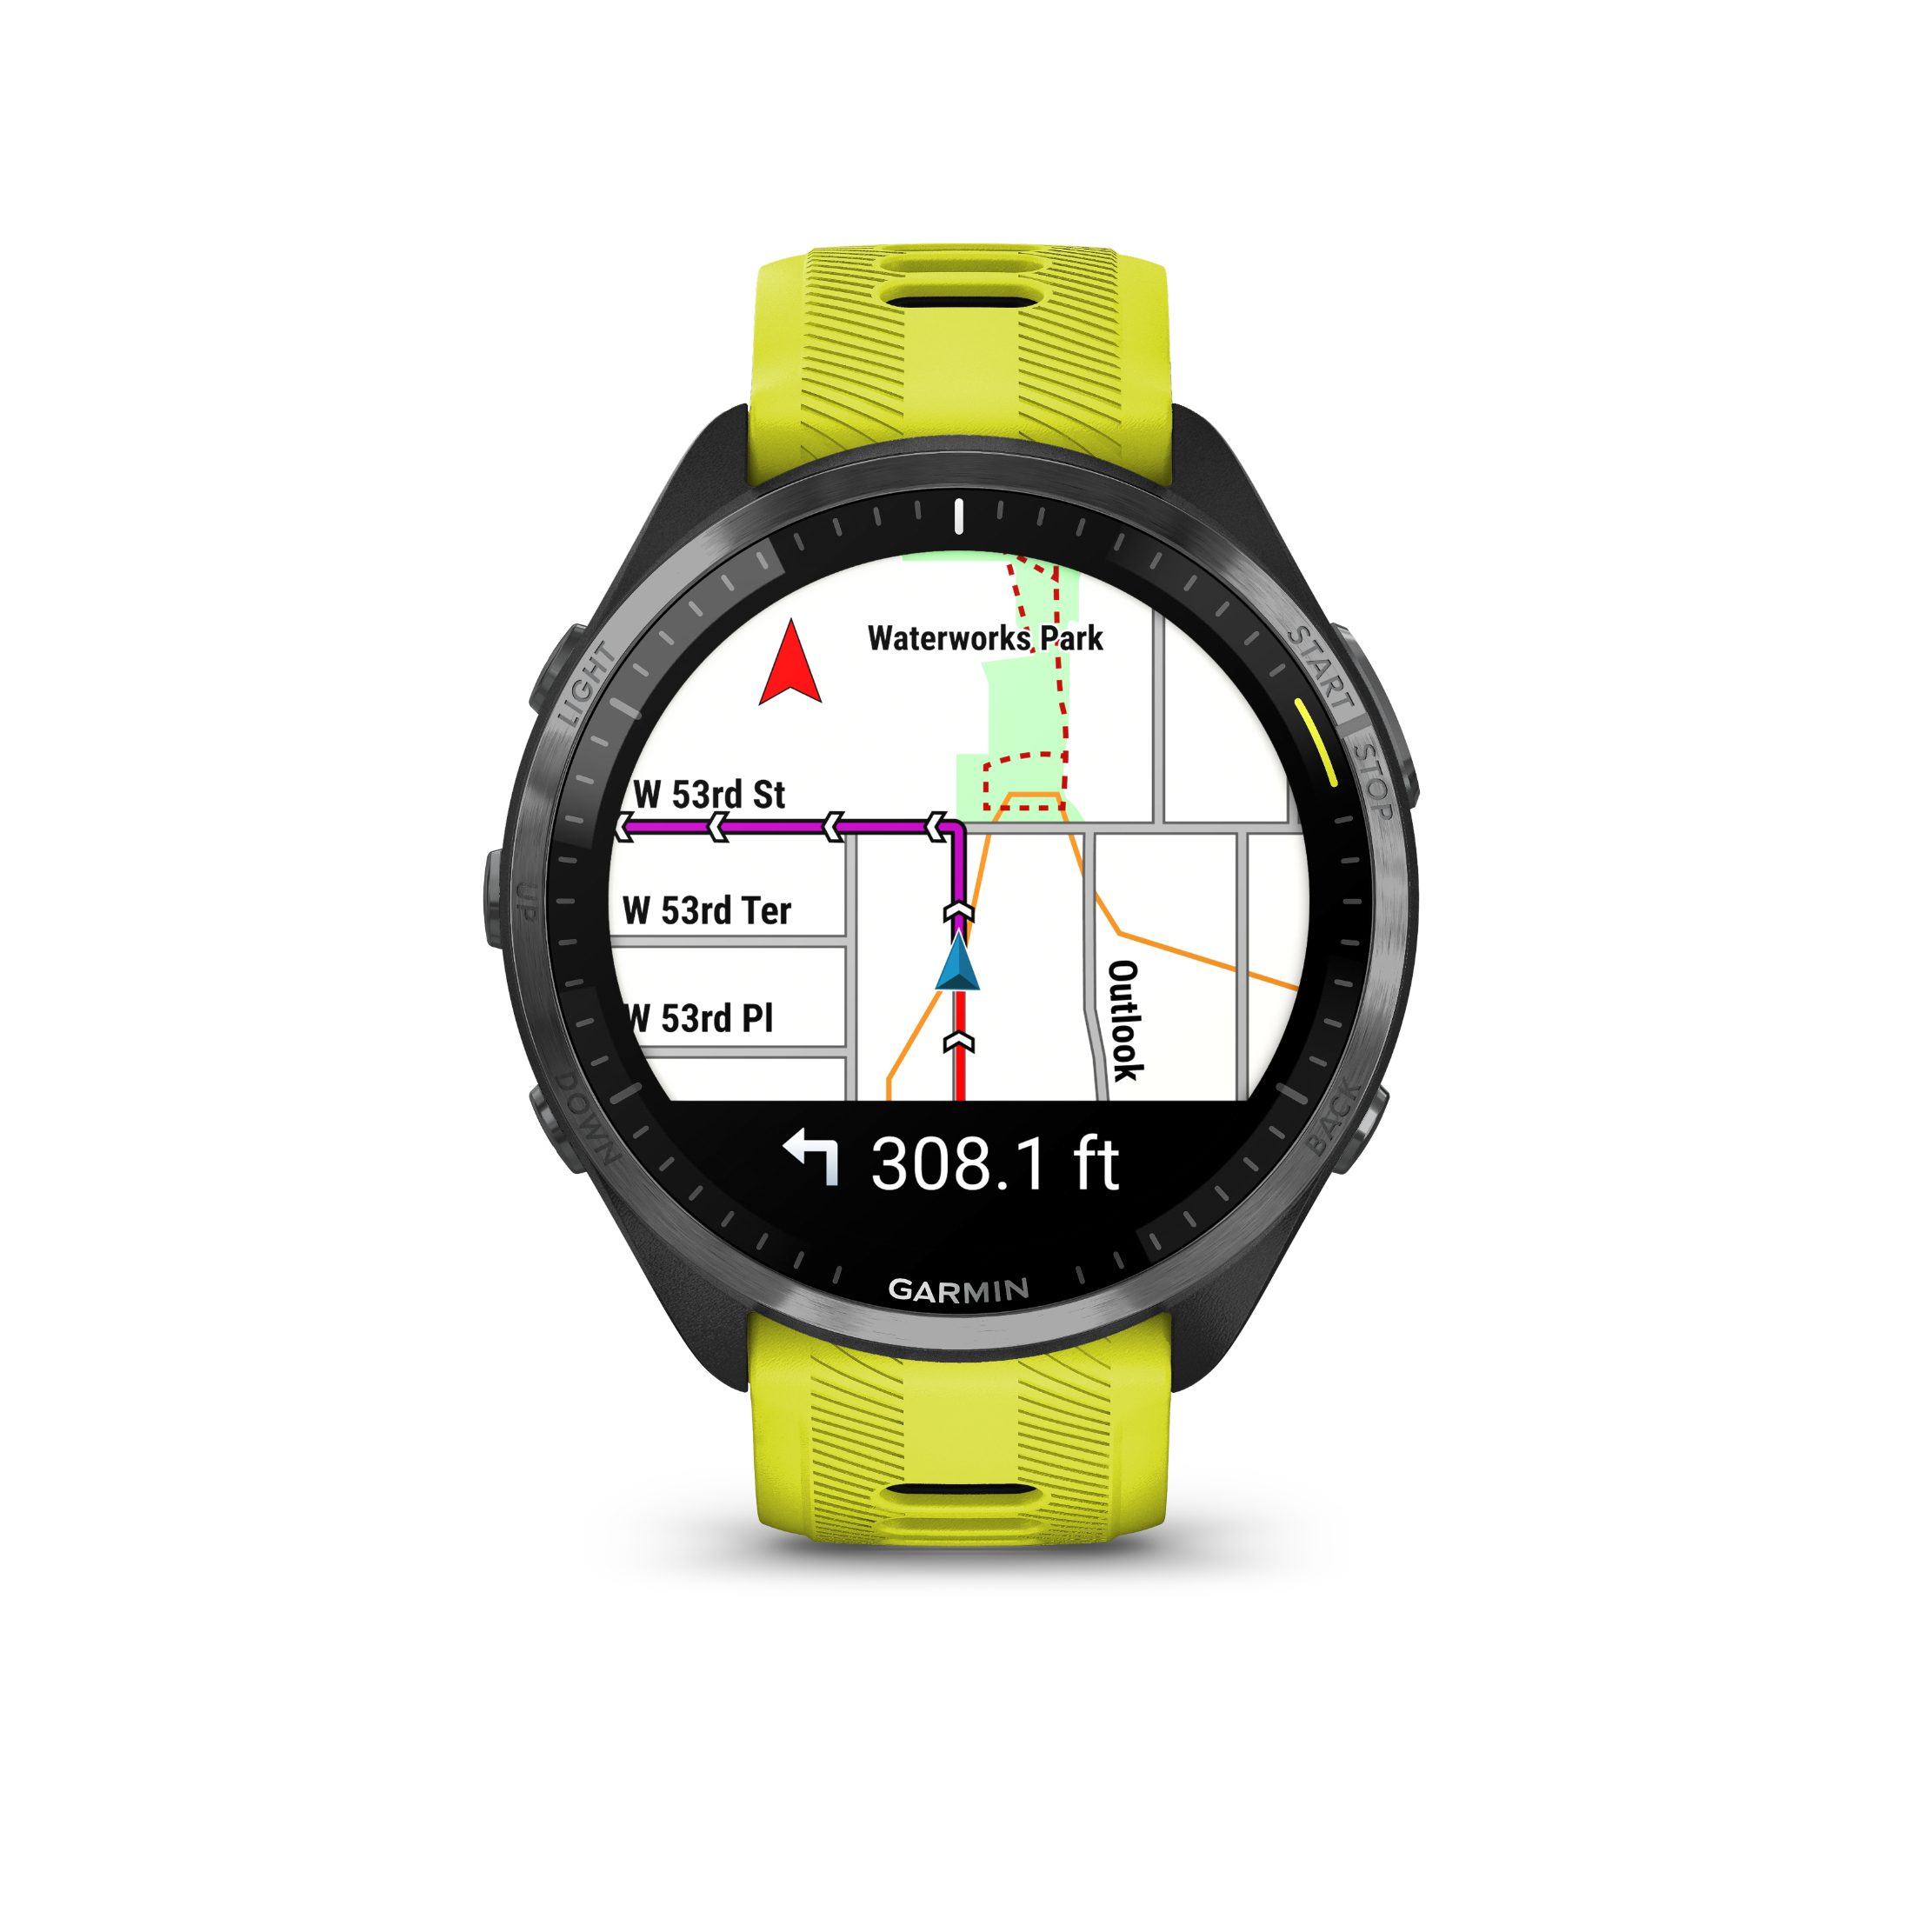 LIGHT
START
STOP
UP
DOWN
BACK
Waterworks Park
W 53rd St
W 53rd Ter
W 53rd Pl
Outlook
308.1 ft
GARMIN